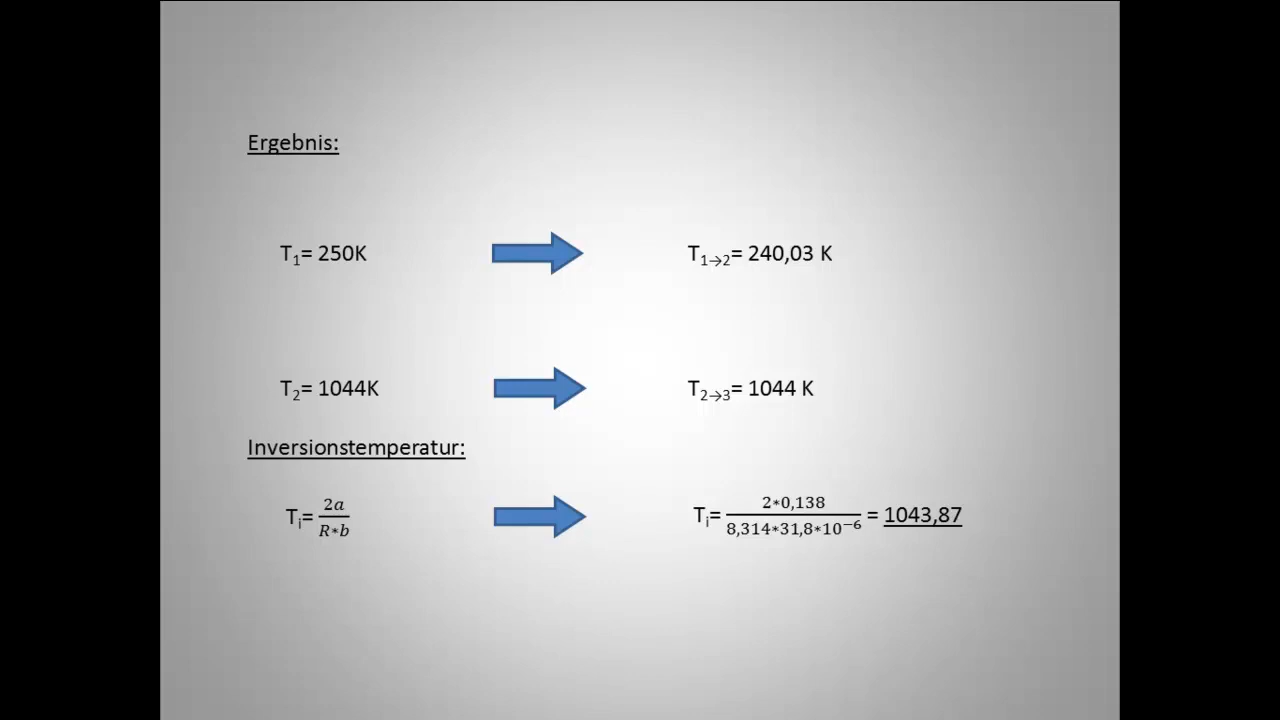 Ergebnis:
T₁= 250K T₁→₂= 240,03 K
T₂= 1044K T₂→₃= 1044 K
Inversionstemperatur:
Tᵢ= 2a / R∗b Tᵢ= 2∗0,138 / 8,314∗31,8∗10⁻⁶ = 1043,87